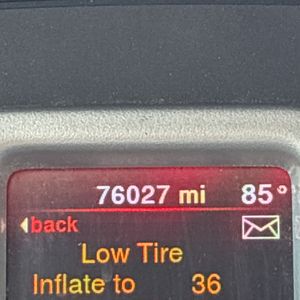 76027 mi 85°
back
Low Tire
Inflate to 36